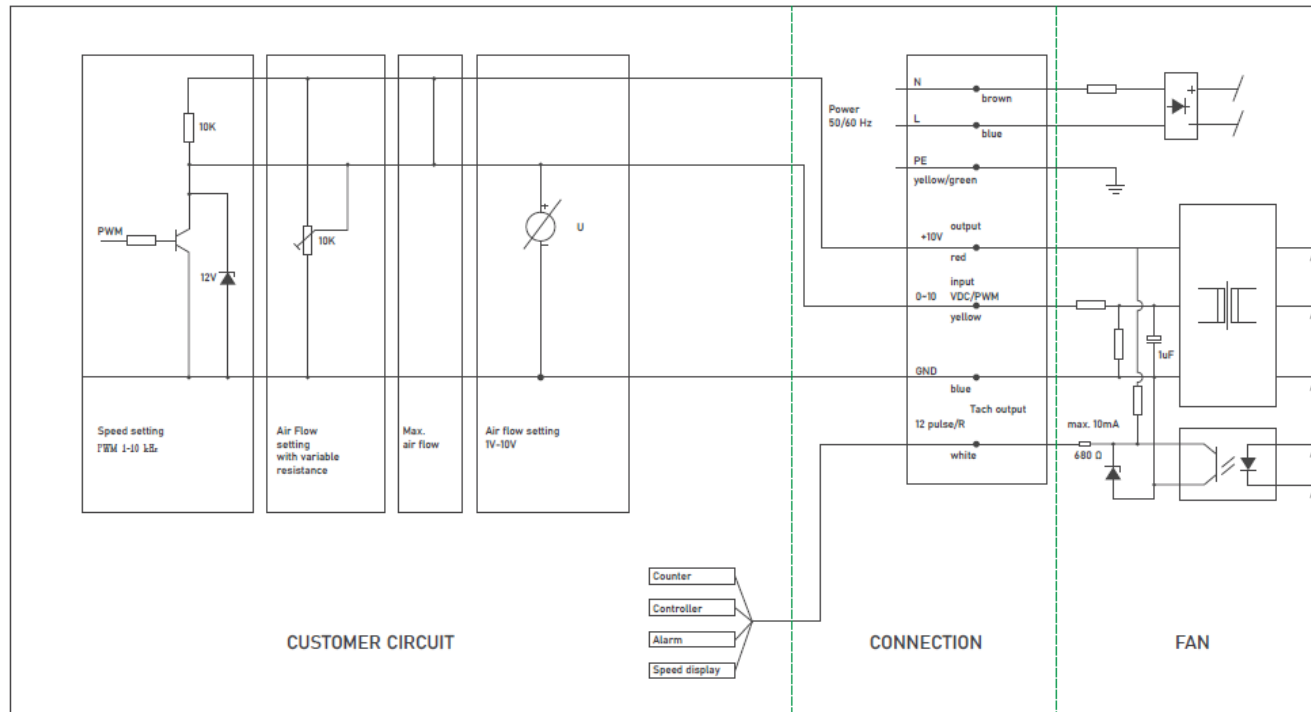 10K
PWM
12V
Speed setting
PWM 1-10 kHz
10K
Air Flow
setting
with variable
resistance
Max.
air flow
U
Air flow setting
1V-10V
Counter
Controller
Alarm
Speed display
CUSTOMER CIRCUIT
Power
50/60 Hz
N
brown
L
blue
PE
yellow/green
output
+10V
red
input
0-10 VDC/PWM
yellow
GND
blue
Tach output
12 pulse/R
white
CONNECTION
1uF
max. 10mA
680 Ω
FAN